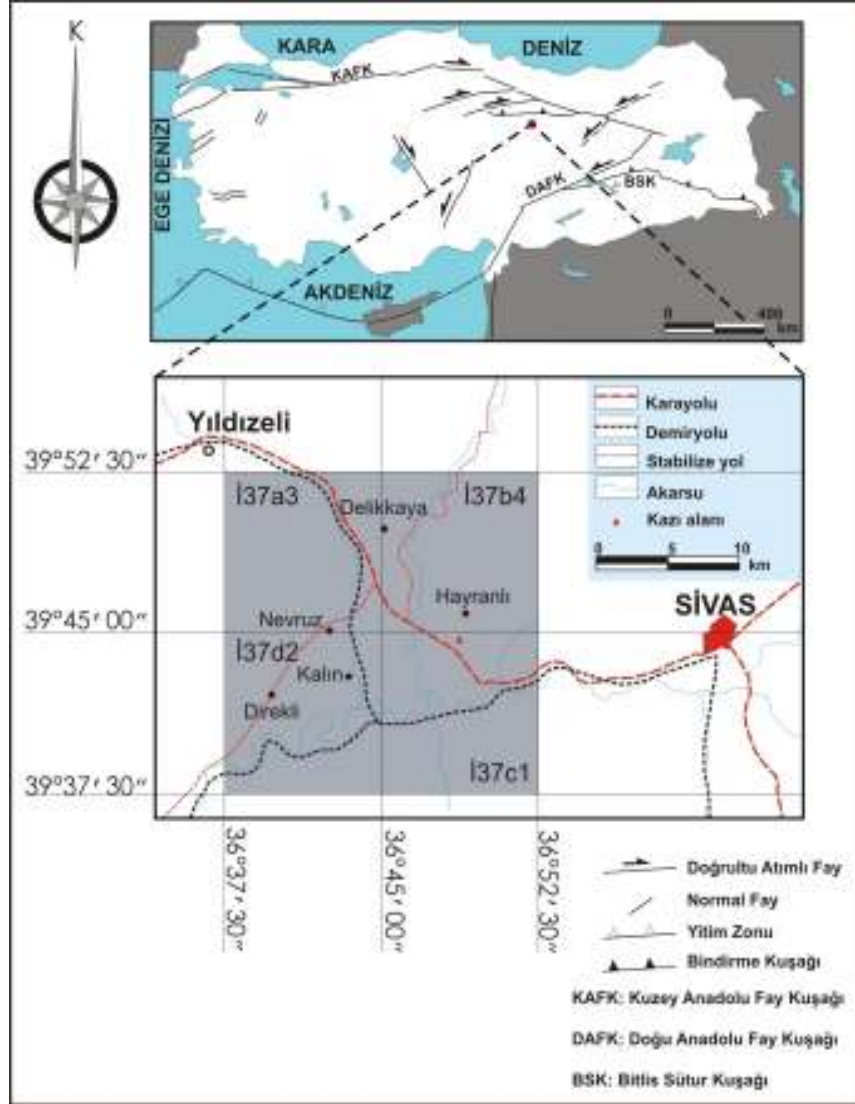 K
KARA
DENİZ
KAFK
EGE DENİZİ
DAFK
BSK
AKDENİZ
0 400
km
Yıldızeli
Karayolu
Demiryolu
Stabilize yol
Akarsu
Kazı alanı
0 5 10
km
39°52' 30"
İ37a3
İ37b4
Delikkaya
Hayranlı
SİVAS
39°45' 00"
Nevruz
İ37d2
Kalın
Direkli
İ37c1
39°37' 30"
36°37' 30"
36°45' 00"
36°52' 30"
Doğrultu Atımlı Fay
Normal Fay
Yitim Zonu
Bindirme Kuşağı
KAFK: Kuzey Anadolu Fay Kuşağı
DAFK: Doğu Anadolu Fay Kuşağı
BSK: Bitlis Sütur Kuşağı